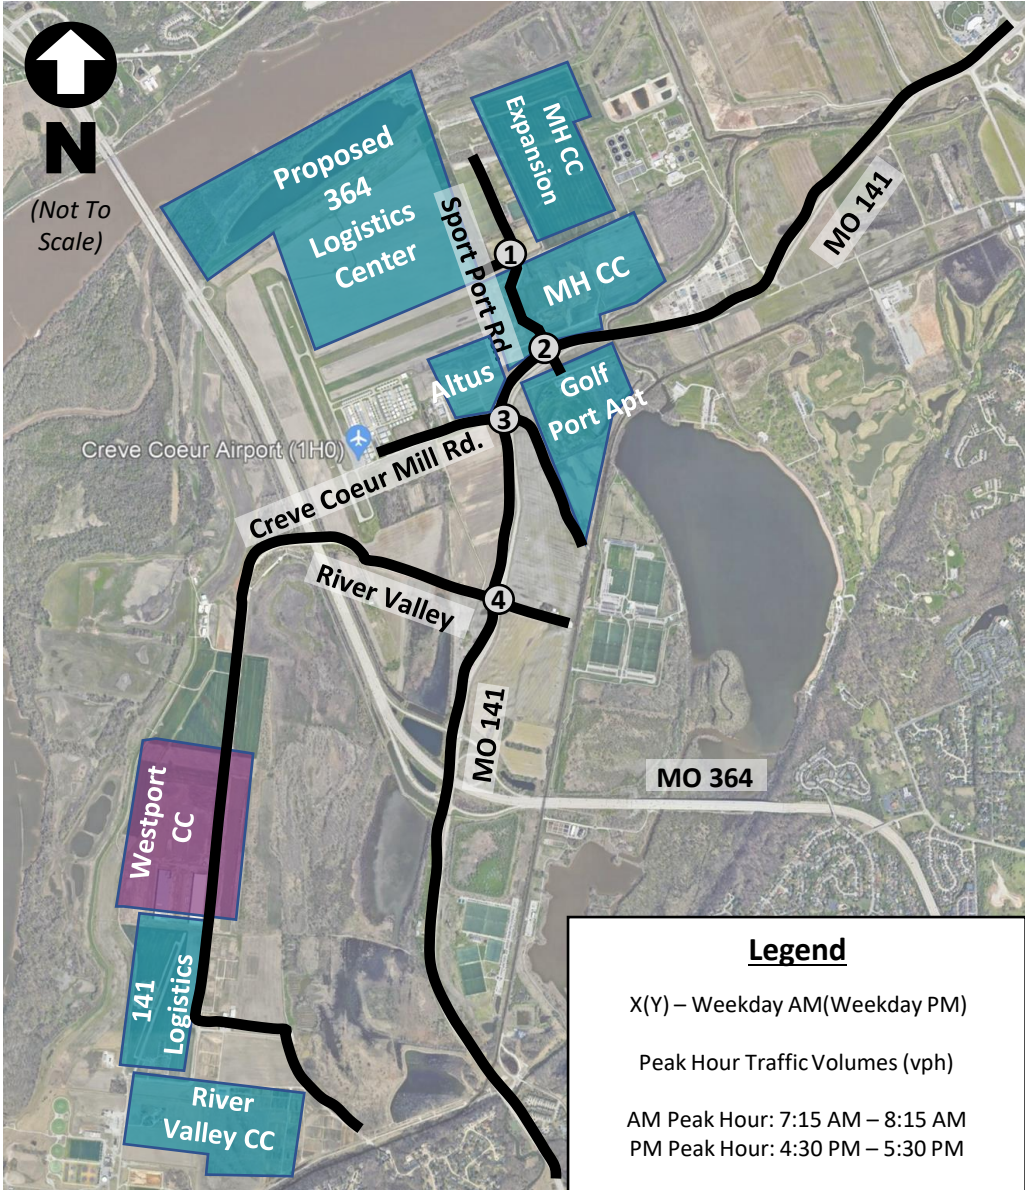 N
(Not To
Scale)
Proposed
364
Logistics
Center
MH CC
Expansion
Sport Port Rd
1
MH CC
MO 141
2
Altus
Golf
Port Apt
3
Creve Coeur Airport (1H0)
Creve Coeur Mill Rd.
River Valley
4
MO 141
MO 364
Westport
CC
141
Logistics
River
Valley CC
Legend
X(Y) – Weekday AM(Weekday PM)
Peak Hour Traffic Volumes (vph)
AM Peak Hour: 7:15 AM – 8:15 AM
PM Peak Hour: 4:30 PM – 5:30 PM